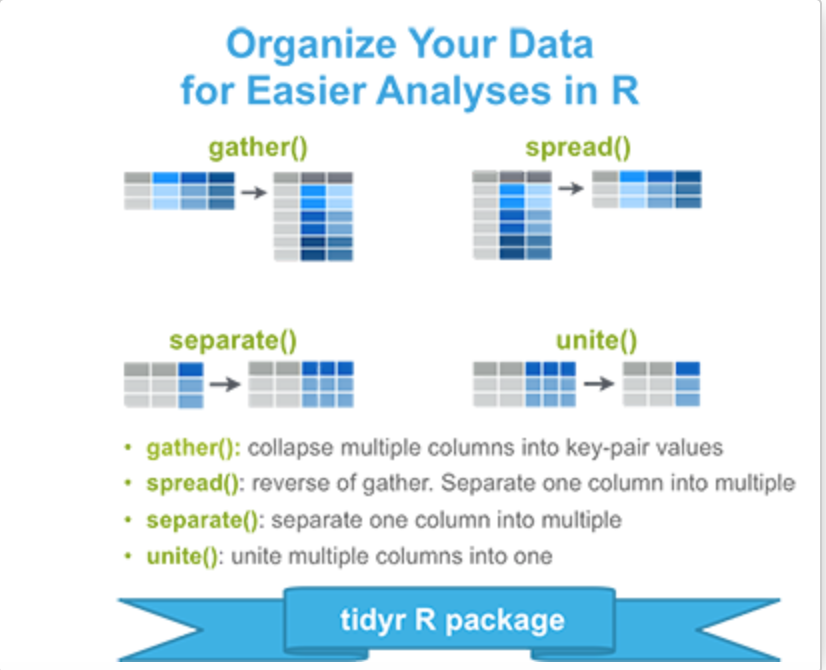 Organize Your Data
for Easier Analyses in R
gather()
spread()
separate()
unite()
• gather(): collapse multiple columns into key-pair values
• spread(): reverse of gather. Separate one column into multiple
• separate(): separate one column into multiple
• unite(): unite multiple columns into one
tidyr R package